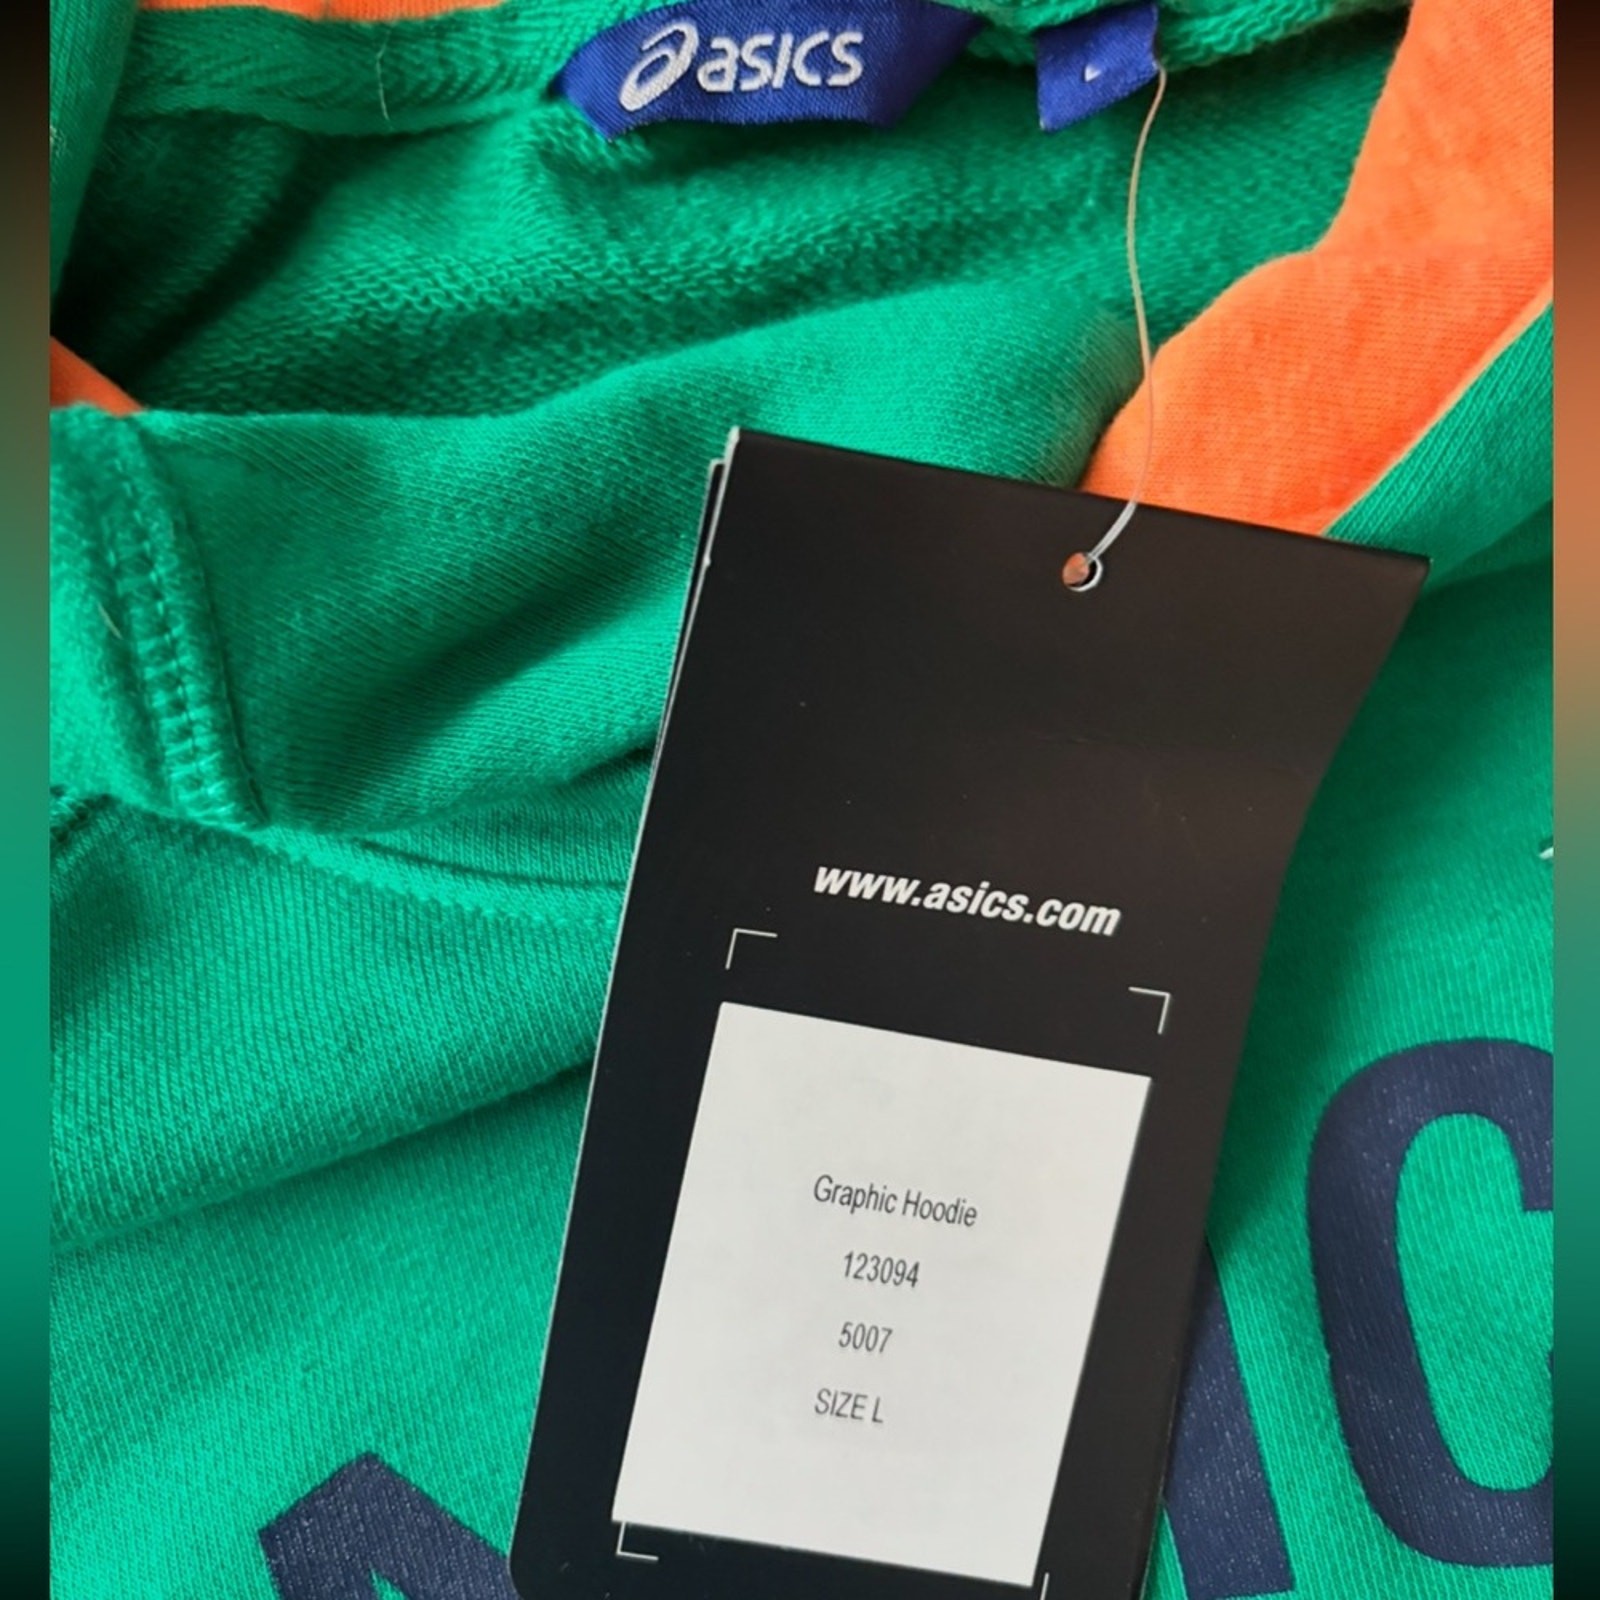 asics
L
www.asics.com
Graphic Hoodie
123094
5007
SIZE L